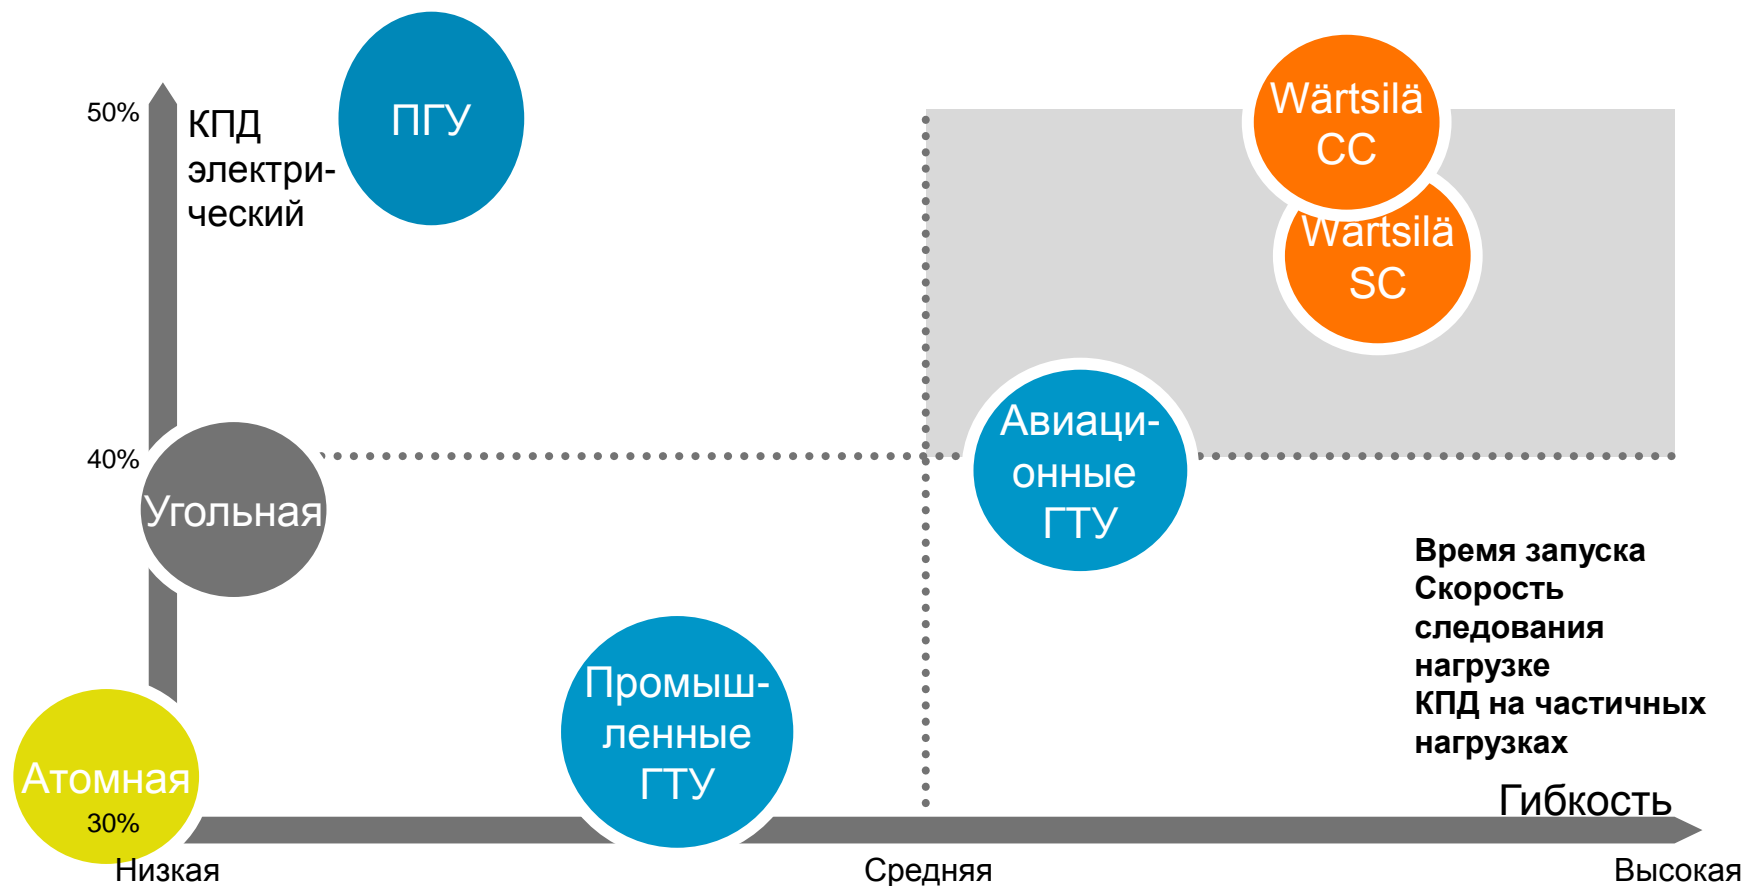 50%
КПД
электри-
ческий
ПГУ
Wärtsilä
CC
Wärtsilä
SC
40%
Угольная
Авиаци-
онные
ГТУ
Время запуска
Скорость
следования
нагрузке
КПД на частичных
нагрузках
Промыш-
ленные
ГТУ
Атомная
30%
Гибкость
Низкая
Средняя
Высокая